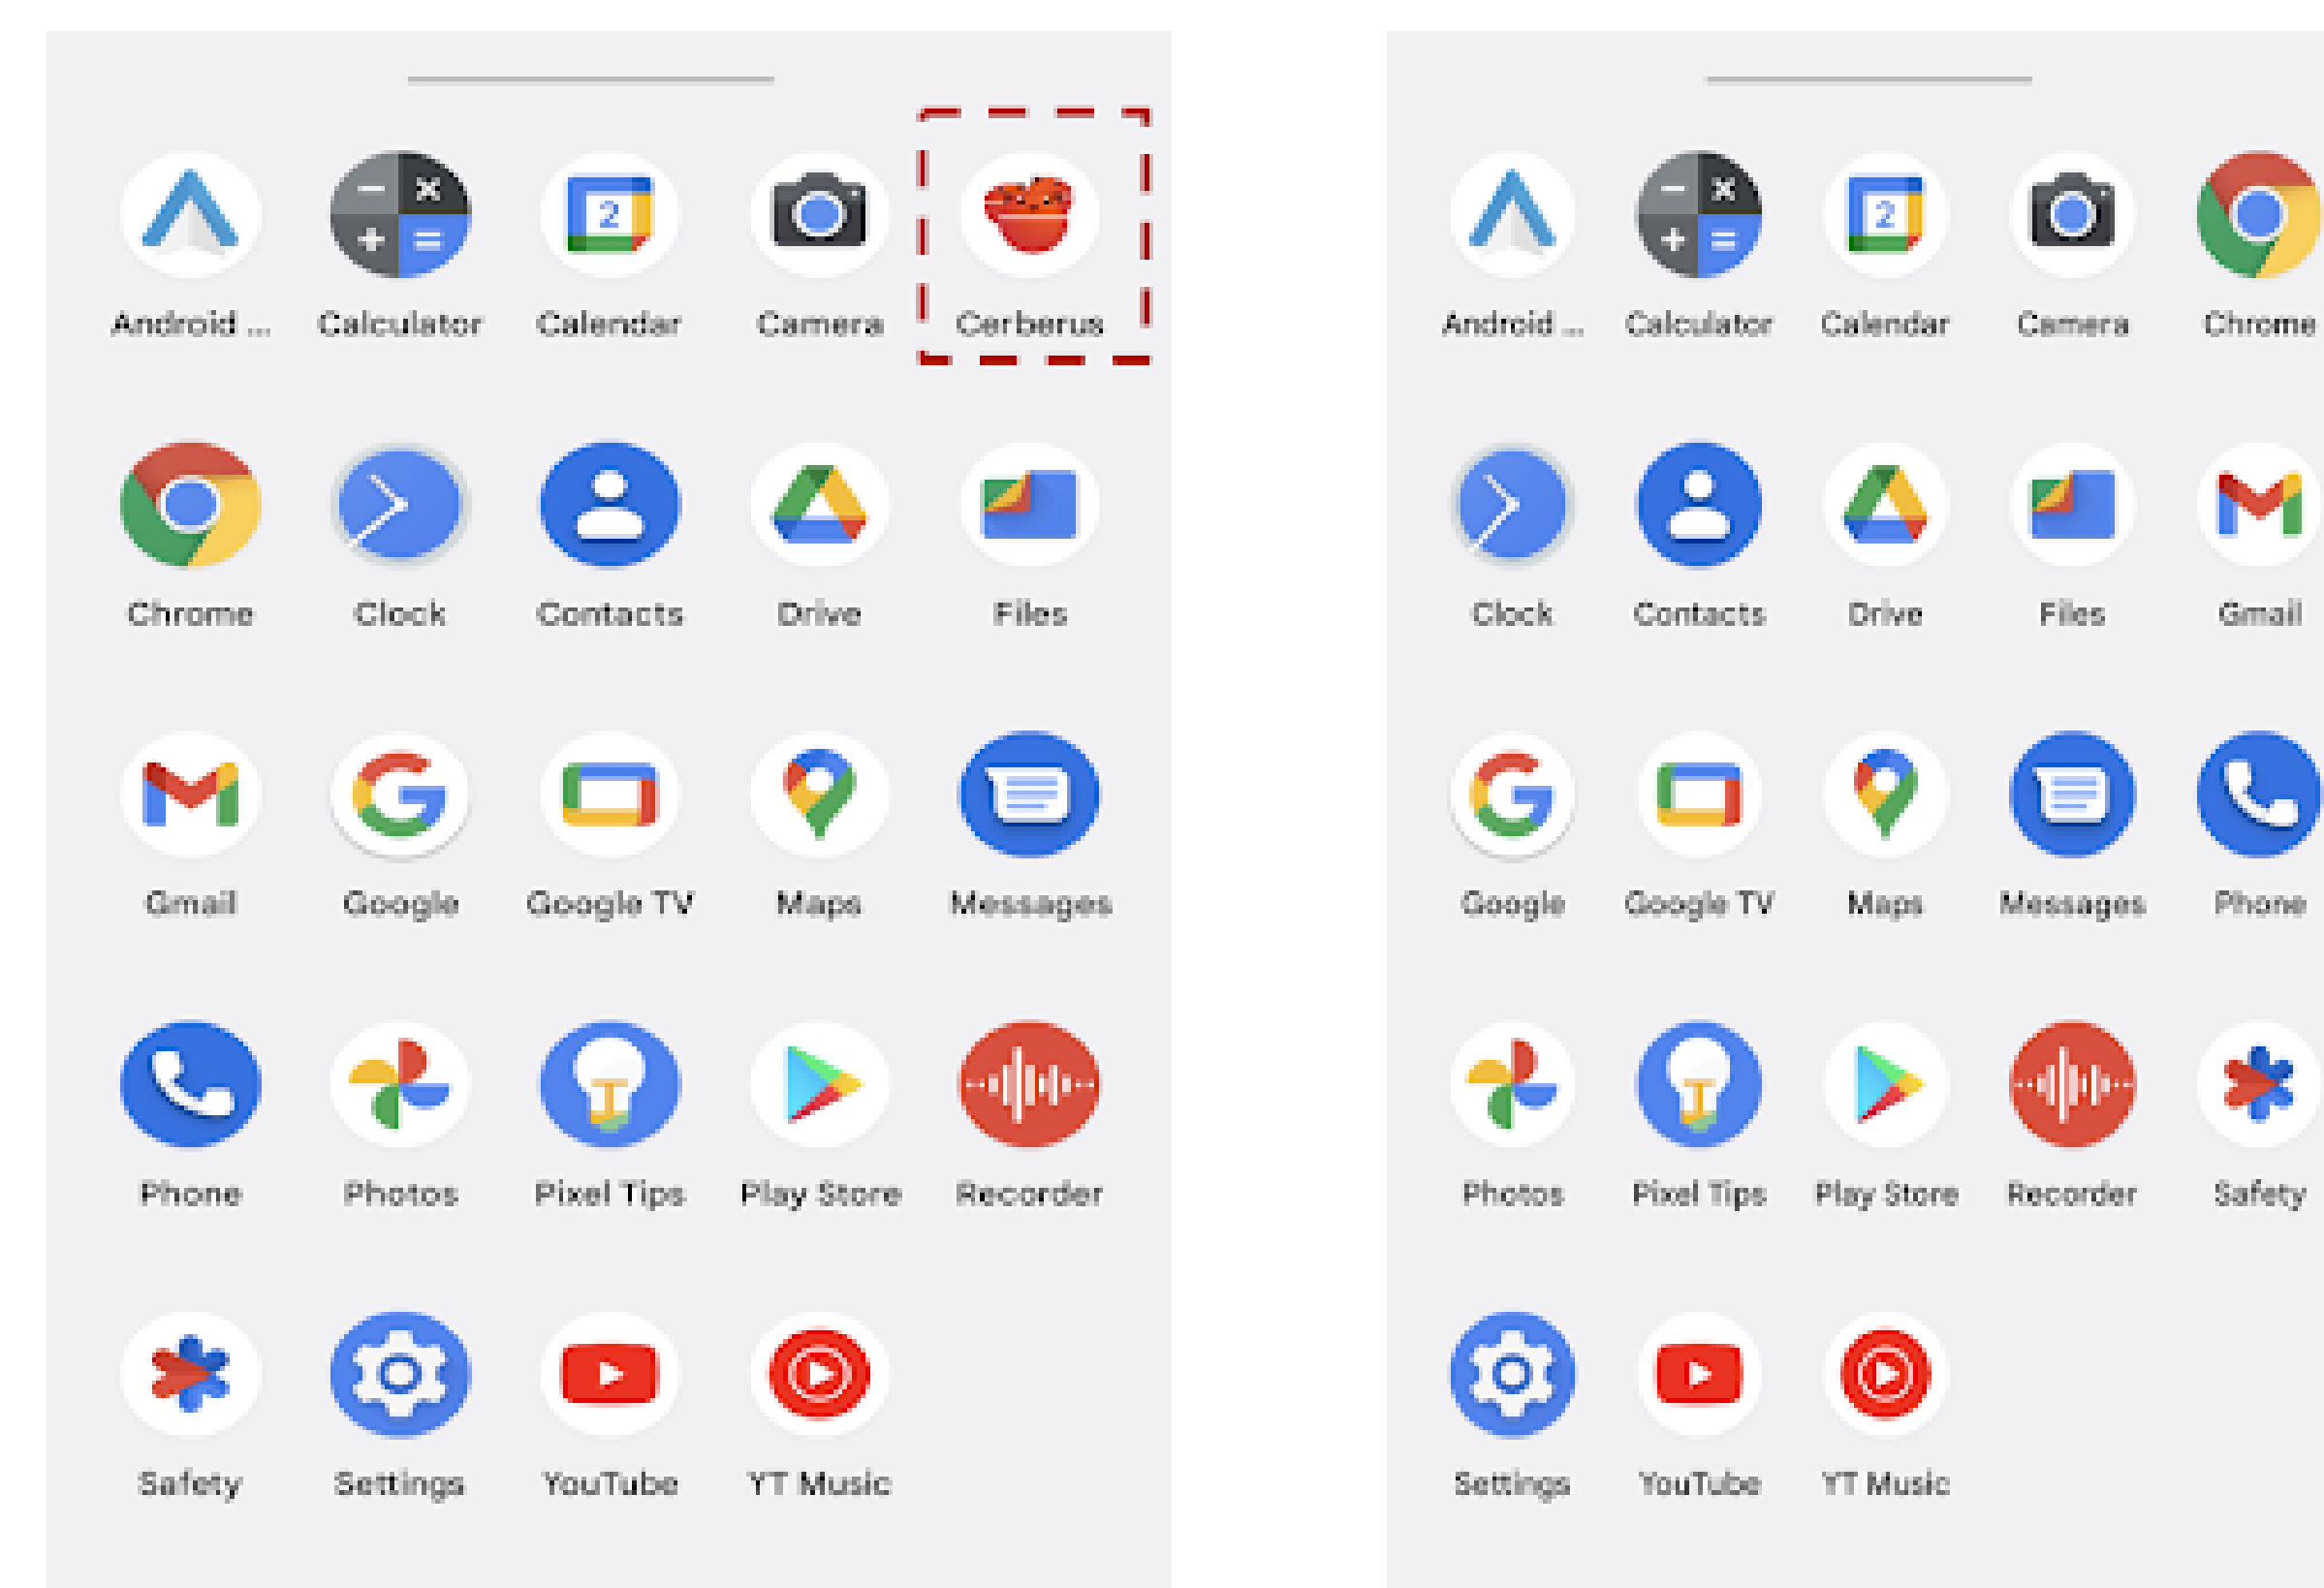 Android ... Calculator Calendar Camera Cerberus
Chrome Clock Contacts Drive Files
Gmail Google Google TV Maps Messages
Phone Photos Pixel Tips Play Store Recorder
Safety Settings YouTube YT Music
Android ... Calculator Calendar Camera Chrome
Clock Contacts Drive Files Gmail
Google Google TV Maps Messages Phone
Photos Pixel Tips Play Store Recorder Safety
Settings YouTube YT Music
2
2